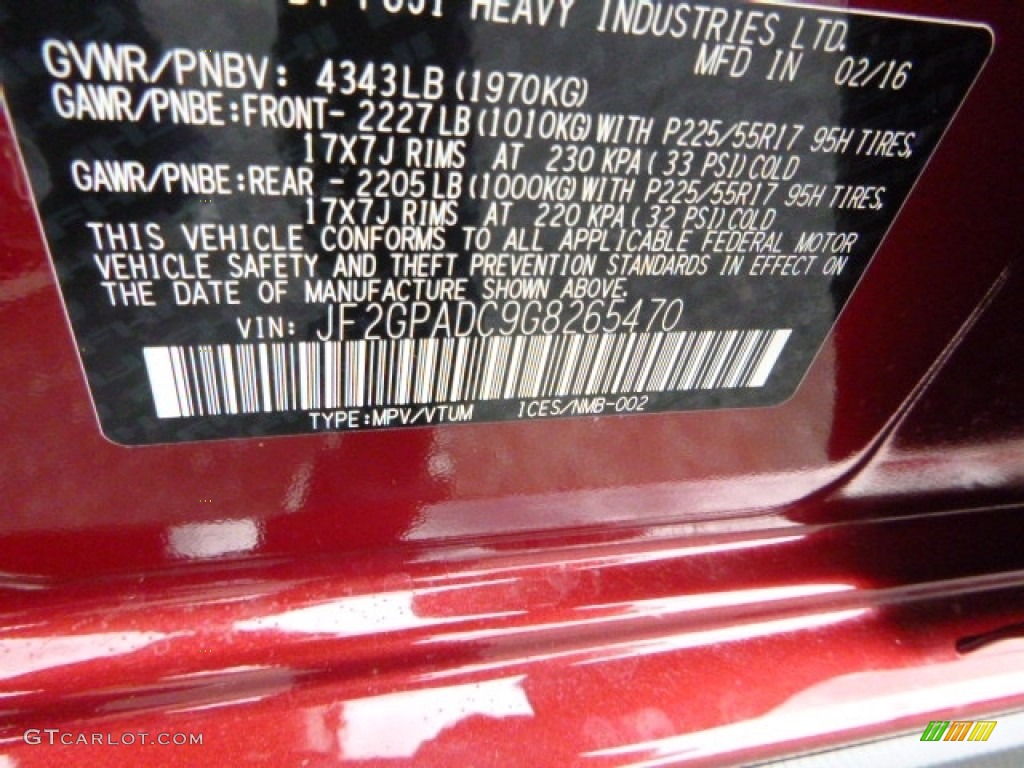 BY FUJI HEAVY INDUSTRIES LTD.
MFD IN 02/16
GVWR/PNBV: 4343LB (1970KG)
GAWR/PNBE:FRONT- 2227LB(1010KG)WITH P225/55R17 95H TIRES,
17X7J RIMS AT 230 KPA(33 PSI)COLD
GAWR/PNBE:REAR - 2205LB(1000KG)WITH P225/55R17 95H TIRES,
17X7J RIMS AT 220 KPA(32 PSI)COLD
THIS VEHICLE CONFORMS TO ALL APPLICABLE FEDERAL MOTOR
VEHICLE SAFETY AND THEFT PREVENTION STANDARDS IN EFFECT ON
THE DATE OF MANUFACTURE SHOWN ABOVE.
VIN: JF2GPADC9G8265470
TYPE:MPV/VTUM ICES/NMB-002
GTCARLOT.COM